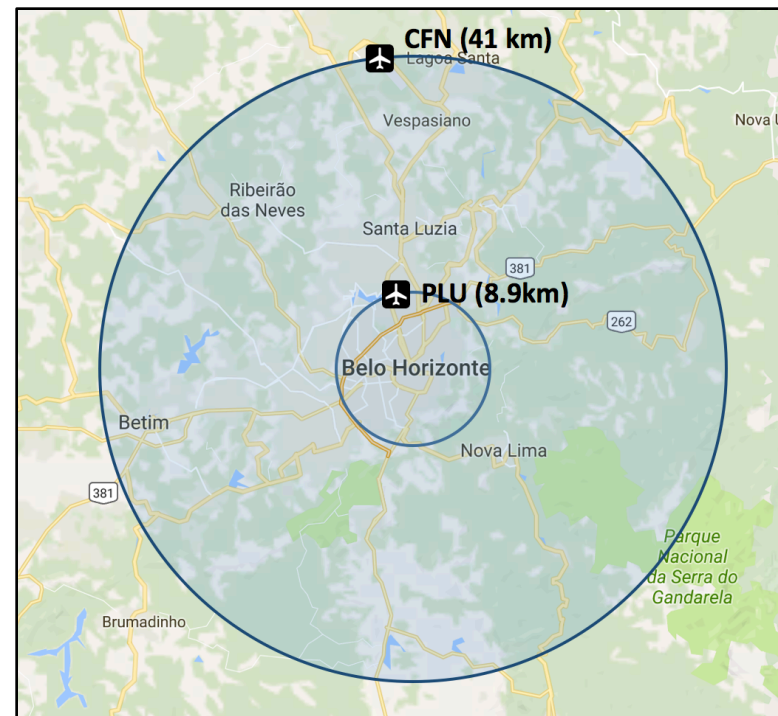 CFN (41 km)
Lagoa Santa
Vespasiano
Nova U
Ribeirão
das Neves
Santa Luzia
381
PLU (8.9km)
262
Belo Horizonte
Betim
Nova Lima
381
Parque
Nacional
da Serra do
Gandarela
Brumadinho